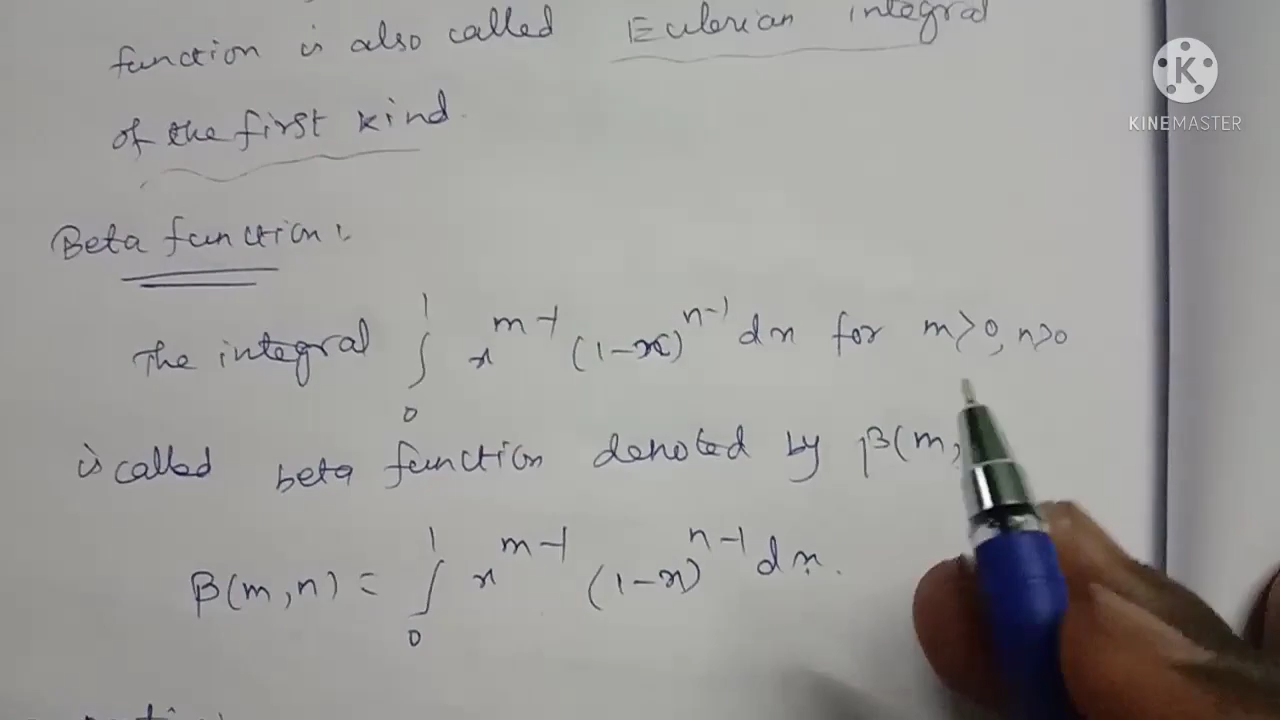 function is also called Eulerian integral
K
KINEMASTER
of the first kind.
Beta function:
The integral ∫₀¹ x^{m-1} (1-x)^{n-1} dx for m>0, n>0
is called beta function denoted by β(m,
β(m,n) = ∫₀¹ x^{m-1} (1-x)^{n-1} dx.